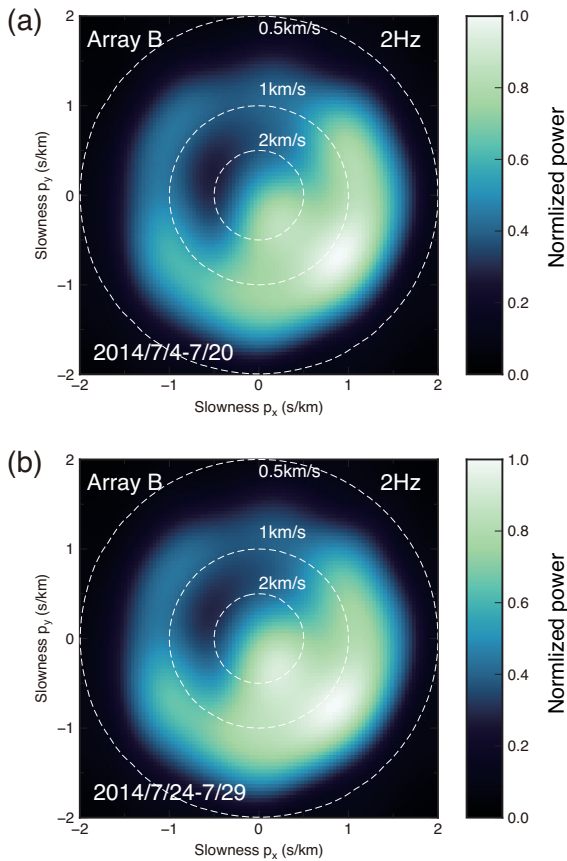 (a)
Array B
2Hz
0.5km/s
1km/s
2km/s
2014/7/4-7/20
2
1
0
−1
−2
Slowness p_y (s/km)
−2 −1 0 1 2
Slowness p_x (s/km)
1.0
0.8
0.6
0.4
0.2
0.0
Normlized power
(b)
Array B
2Hz
0.5km/s
1km/s
2km/s
2014/7/24-7/29
2
1
0
−1
−2
Slowness p_y (s/km)
−2 −1 0 1 2
Slowness p_x (s/km)
1.0
0.8
0.6
0.4
0.2
0.0
Normlized power